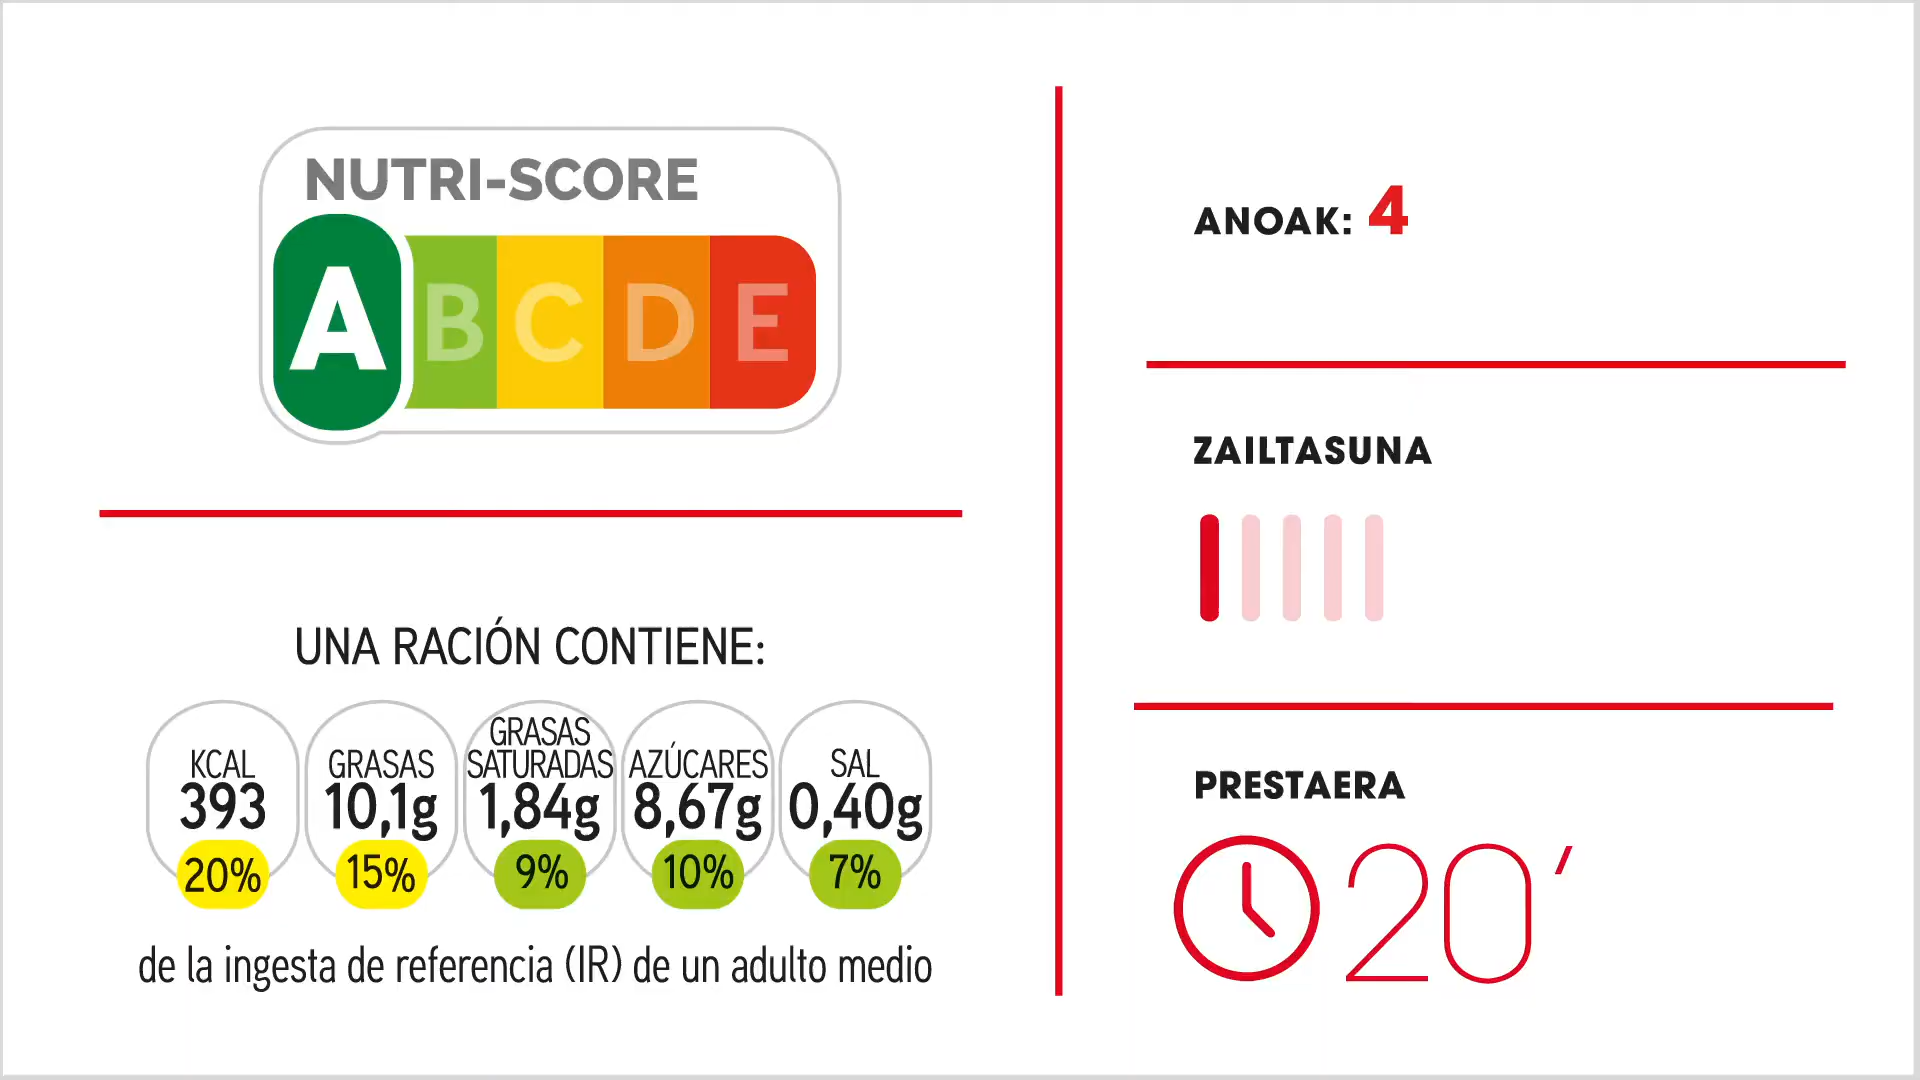 NUTRI-SCORE
A B C D E
UNA RACIÓN CONTIENE:
KCAL
393
20%
GRASAS
10,1g
15%
GRASAS
SATURADAS
1,84g
9%
AZÚCARES
8,67g
10%
SAL
0,40g
7%
de la ingesta de referencia (IR) de un adulto medio
ANOAK: 4
ZAILTASUNA
PRESTAERA
20′